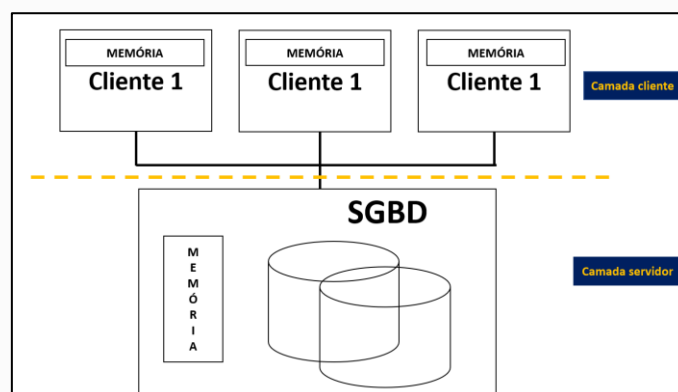 MEMÓRIA
Cliente 1
MEMÓRIA
Cliente 1
MEMÓRIA
Cliente 1
Camada cliente
SGBD
M
E
M
Ó
R
I
A
Camada servidor